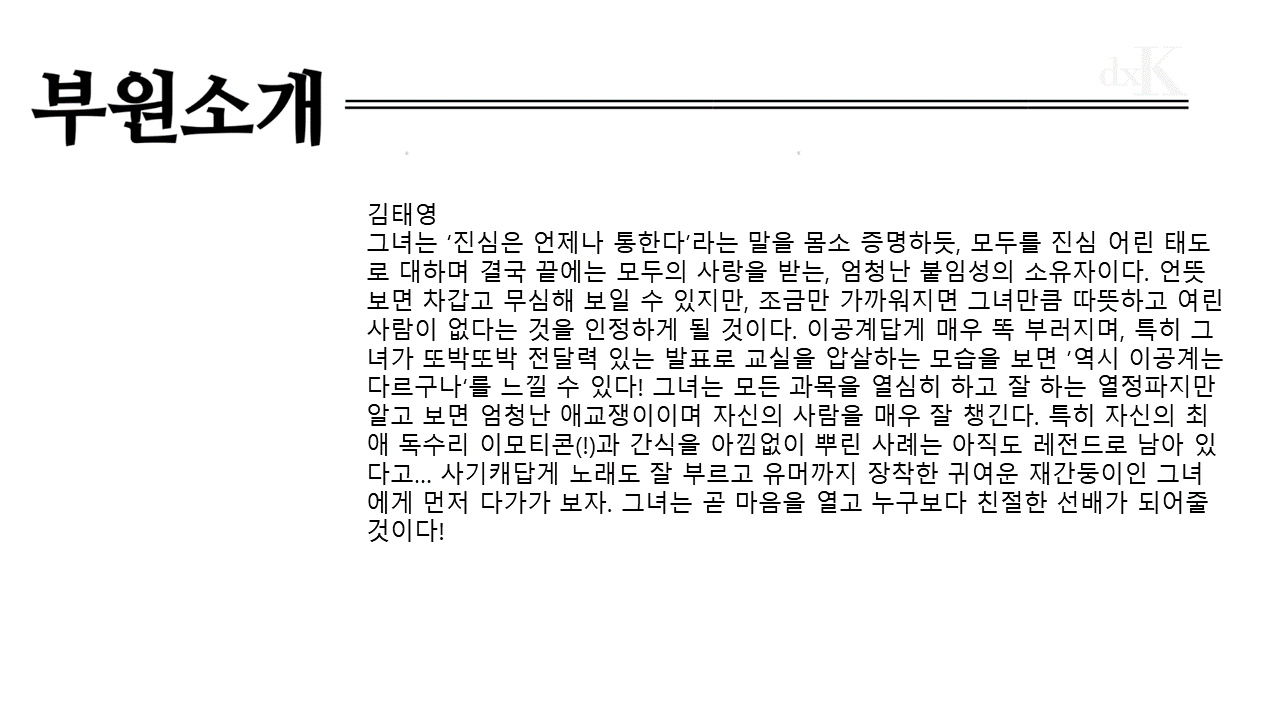 부원소개
dxK
김태영
그녀는 ‘진심은 언제나 통한다’라는 말을 몸소 증명하듯, 모두를 진심 어린 태도
로 대하며 결국 끝에는 모두의 사랑을 받는, 엄청난 붙임성의 소유자이다. 언뜻
보면 차갑고 무심해 보일 수 있지만, 조금만 가까워지면 그녀만큼 따뜻하고 여린
사람이 없다는 것을 인정하게 될 것이다. 이공계답게 매우 똑 부러지며, 특히 그
녀가 또박또박 전달력 있는 발표로 교실을 압살하는 모습을 보면 ‘역시 이공계는
다르구나’를 느낄 수 있다! 그녀는 모든 과목을 열심히 하고 잘 하는 열정파지만
알고 보면 엄청난 애교쟁이이며 자신의 사람을 매우 잘 챙긴다. 특히 자신의 최
애 독수리 이모티콘(!)과 간식을 아낌없이 뿌린 사례는 아직도 레전드로 남아 있
다고... 사기캐답게 노래도 잘 부르고 유머까지 장착한 귀여운 재간둥이인 그녀
에게 먼저 다가가 보자. 그녀는 곧 마음을 열고 누구보다 친절한 선배가 되어줄
것이다!